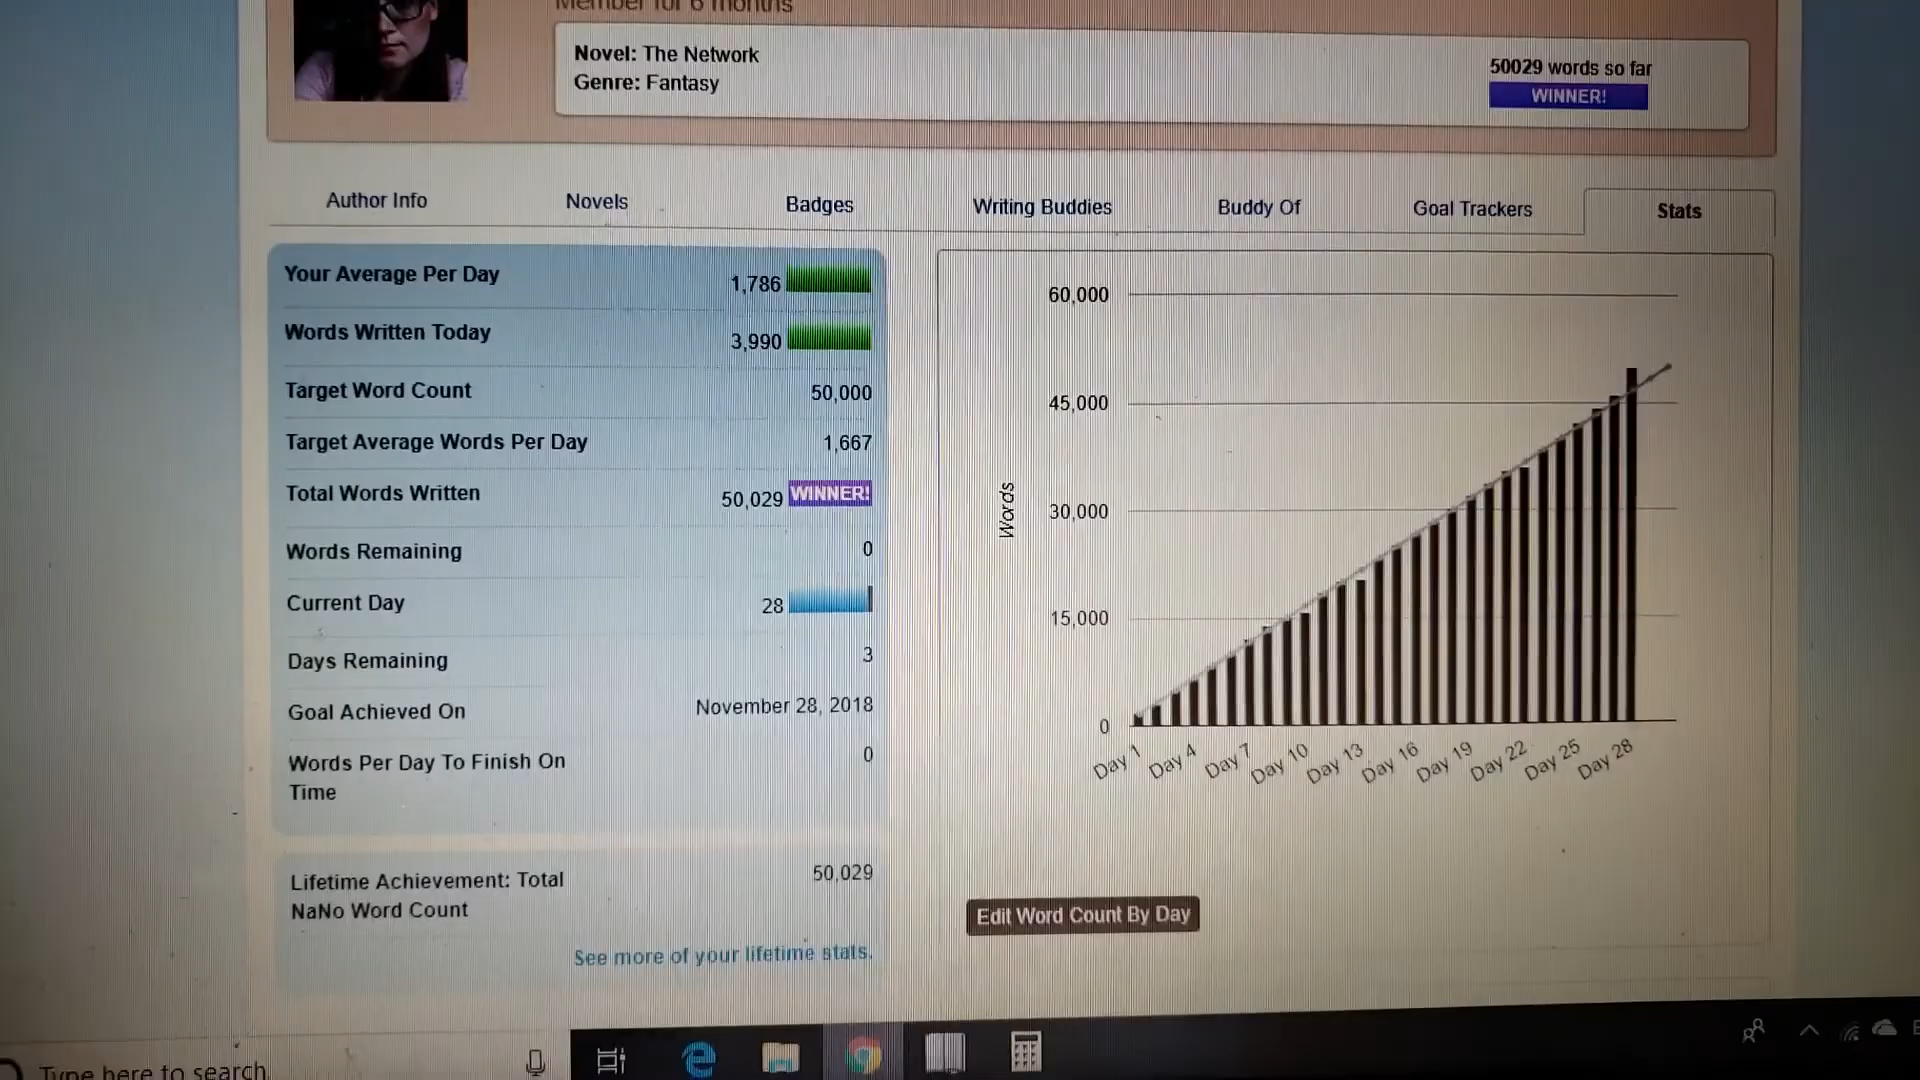 Member for 6 months
Novel: The Network
Genre: Fantasy
50029 words so far
WINNER!
Author Info
Novels
Badges
Writing Buddies
Buddy Of
Goal Trackers
Stats
Your Average Per Day 1,786
Words Written Today 3,990
Target Word Count 50,000
Target Average Words Per Day 1,667
Total Words Written 50,029 WINNER!
Words Remaining 0
Current Day 28
Days Remaining 3
Goal Achieved On November 28, 2018
Words Per Day To Finish On 0
Time
Lifetime Achievement: Total 50,029
NaNo Word Count
See more of your lifetime stats.
60,000
45,000
30,000
15,000
0
Words
Day 1
Day 4
Day 7
Day 10
Day 13
Day 16
Day 19
Day 22
Day 25
Day 28
Edit Word Count By Day
Type here to search